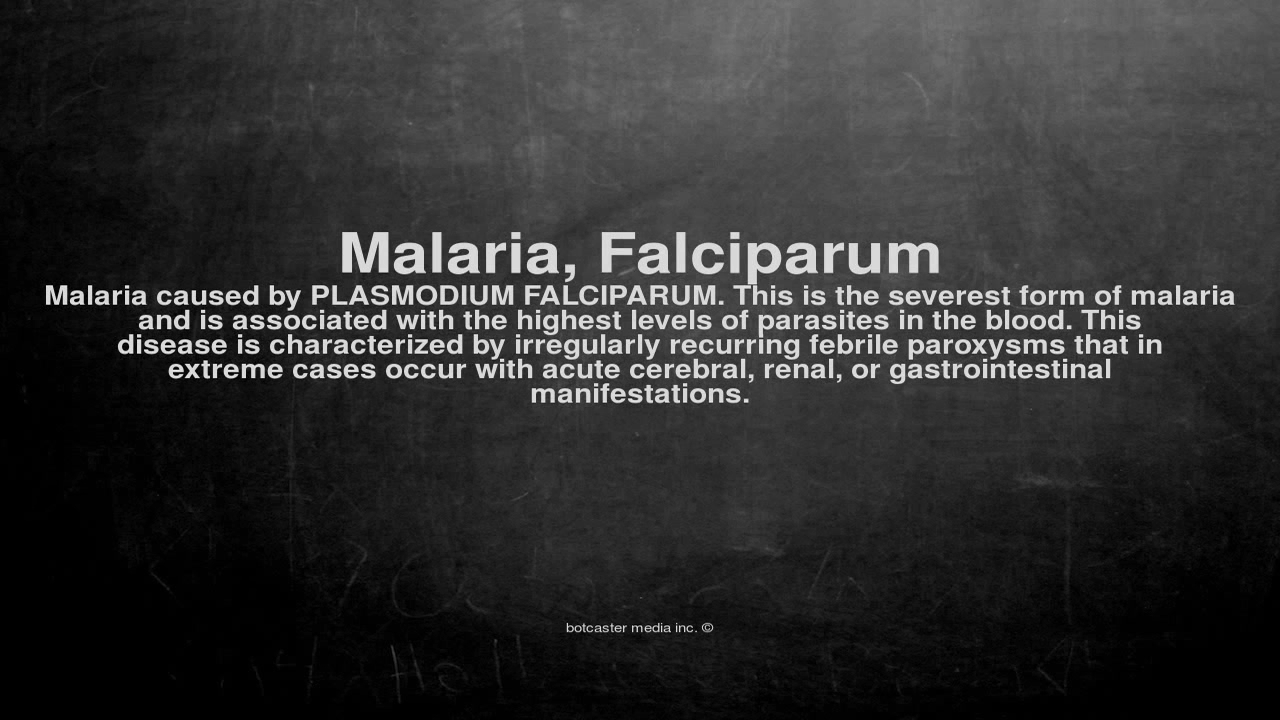 Malaria, Falciparum
Malaria caused by PLASMODIUM FALCIPARUM. This is the severest form of malaria
and is associated with the highest levels of parasites in the blood. This
disease is characterized by irregularly recurring febrile paroxysms that in
extreme cases occur with acute cerebral, renal, or gastrointestinal
manifestations.
botcaster media inc. ©